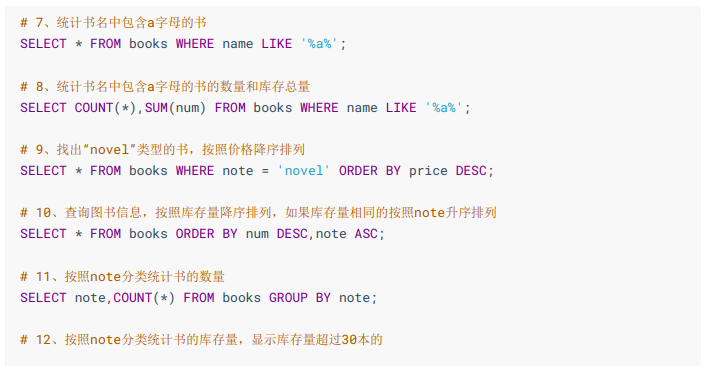 # 7、统计书名中包含a字母的书
SELECT * FROM books WHERE name LIKE '%a%';
# 8、统计书名中包含a字母的书的数量和库存总量
SELECT COUNT(*),SUM(num) FROM books WHERE name LIKE '%a%';
# 9、找出“novel”类型的书，按照价格降序排列
SELECT * FROM books WHERE note = 'novel' ORDER BY price DESC;
# 10、查询图书信息，按照库存量降序排列，如果库存量相同的按照note升序排列
SELECT * FROM books ORDER BY num DESC,note ASC;
# 11、按照note分类统计书的数量
SELECT note,COUNT(*) FROM books GROUP BY note;
# 12、按照note分类统计书的库存量，显示库存量超过30本的